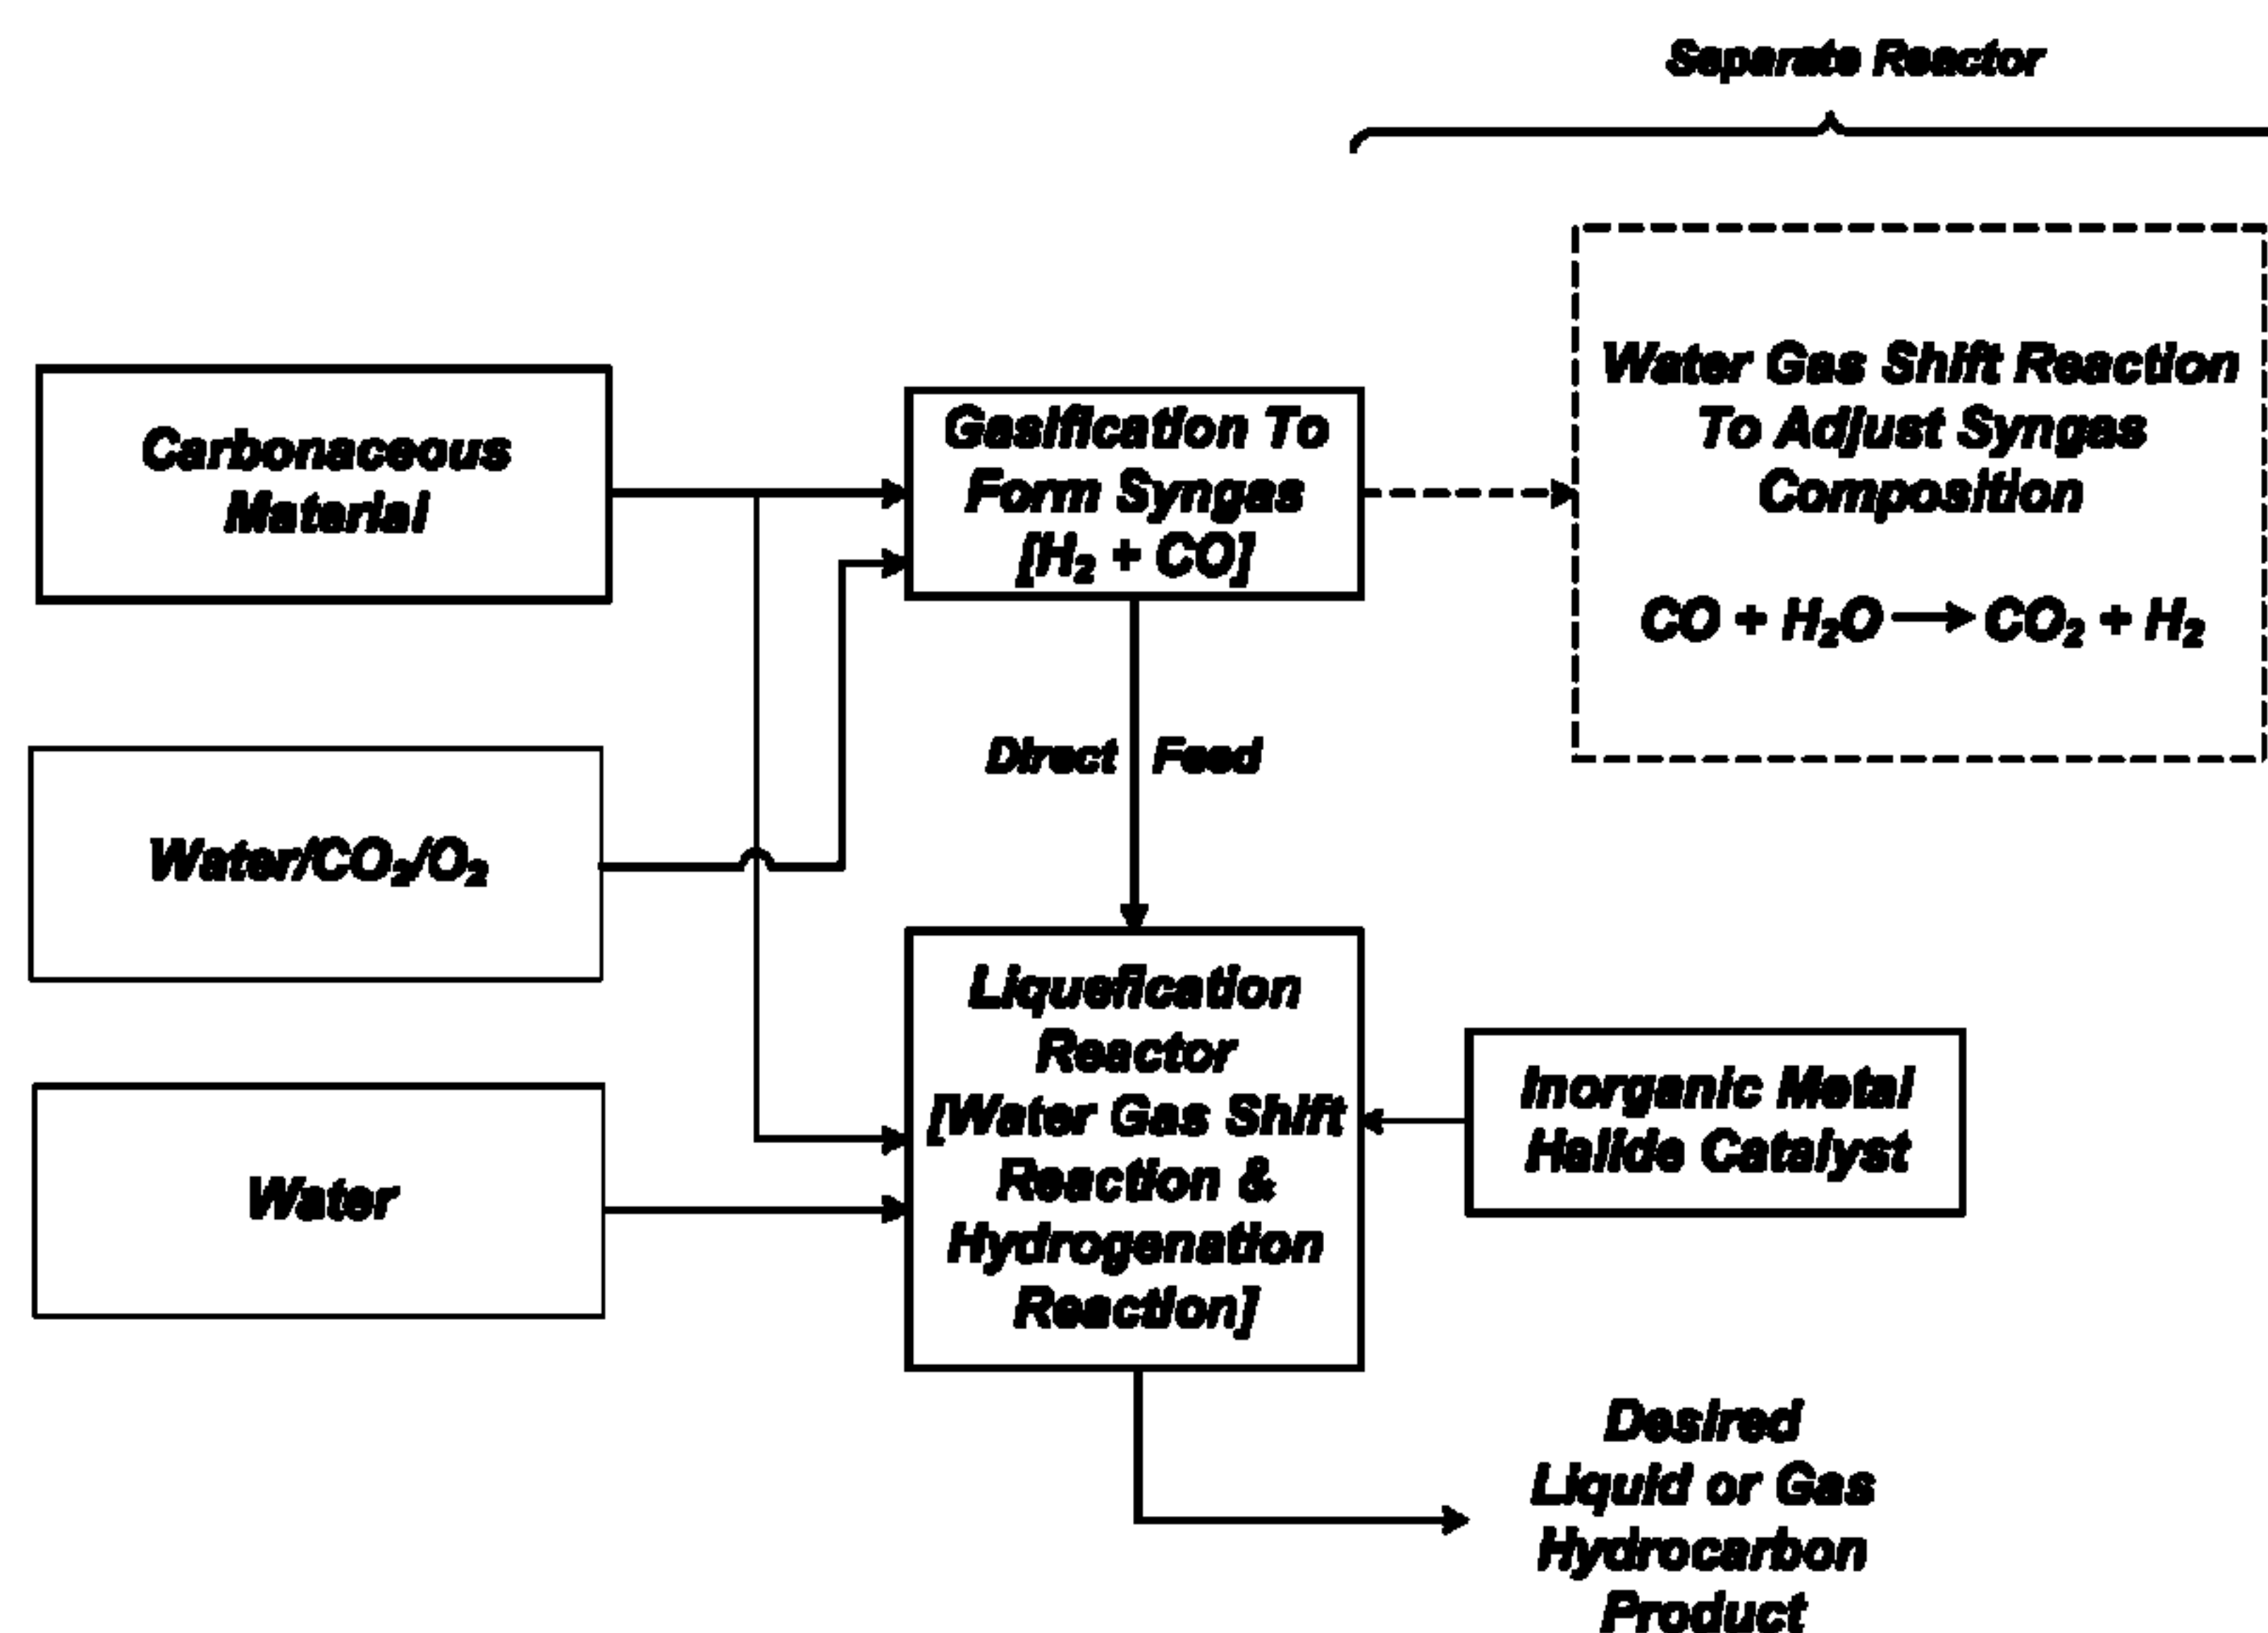 Separate Reactor
Water Gas Shift Reaction
To Adjust Syngas
Composition
CO + H₂O → CO₂ + H₂
Carbonaceous
Material
Gasification To
Form Syngas
[H₂ + CO]
Direct Feed
Water/CO₂/O₂
Water
Liquefication
Reactor
[Water Gas Shift
Reaction &
Hydrogenation
Reaction]
Inorganic Metal
Halide Catalyst
Desired
Liquid or Gas
Hydrocarbon
Product